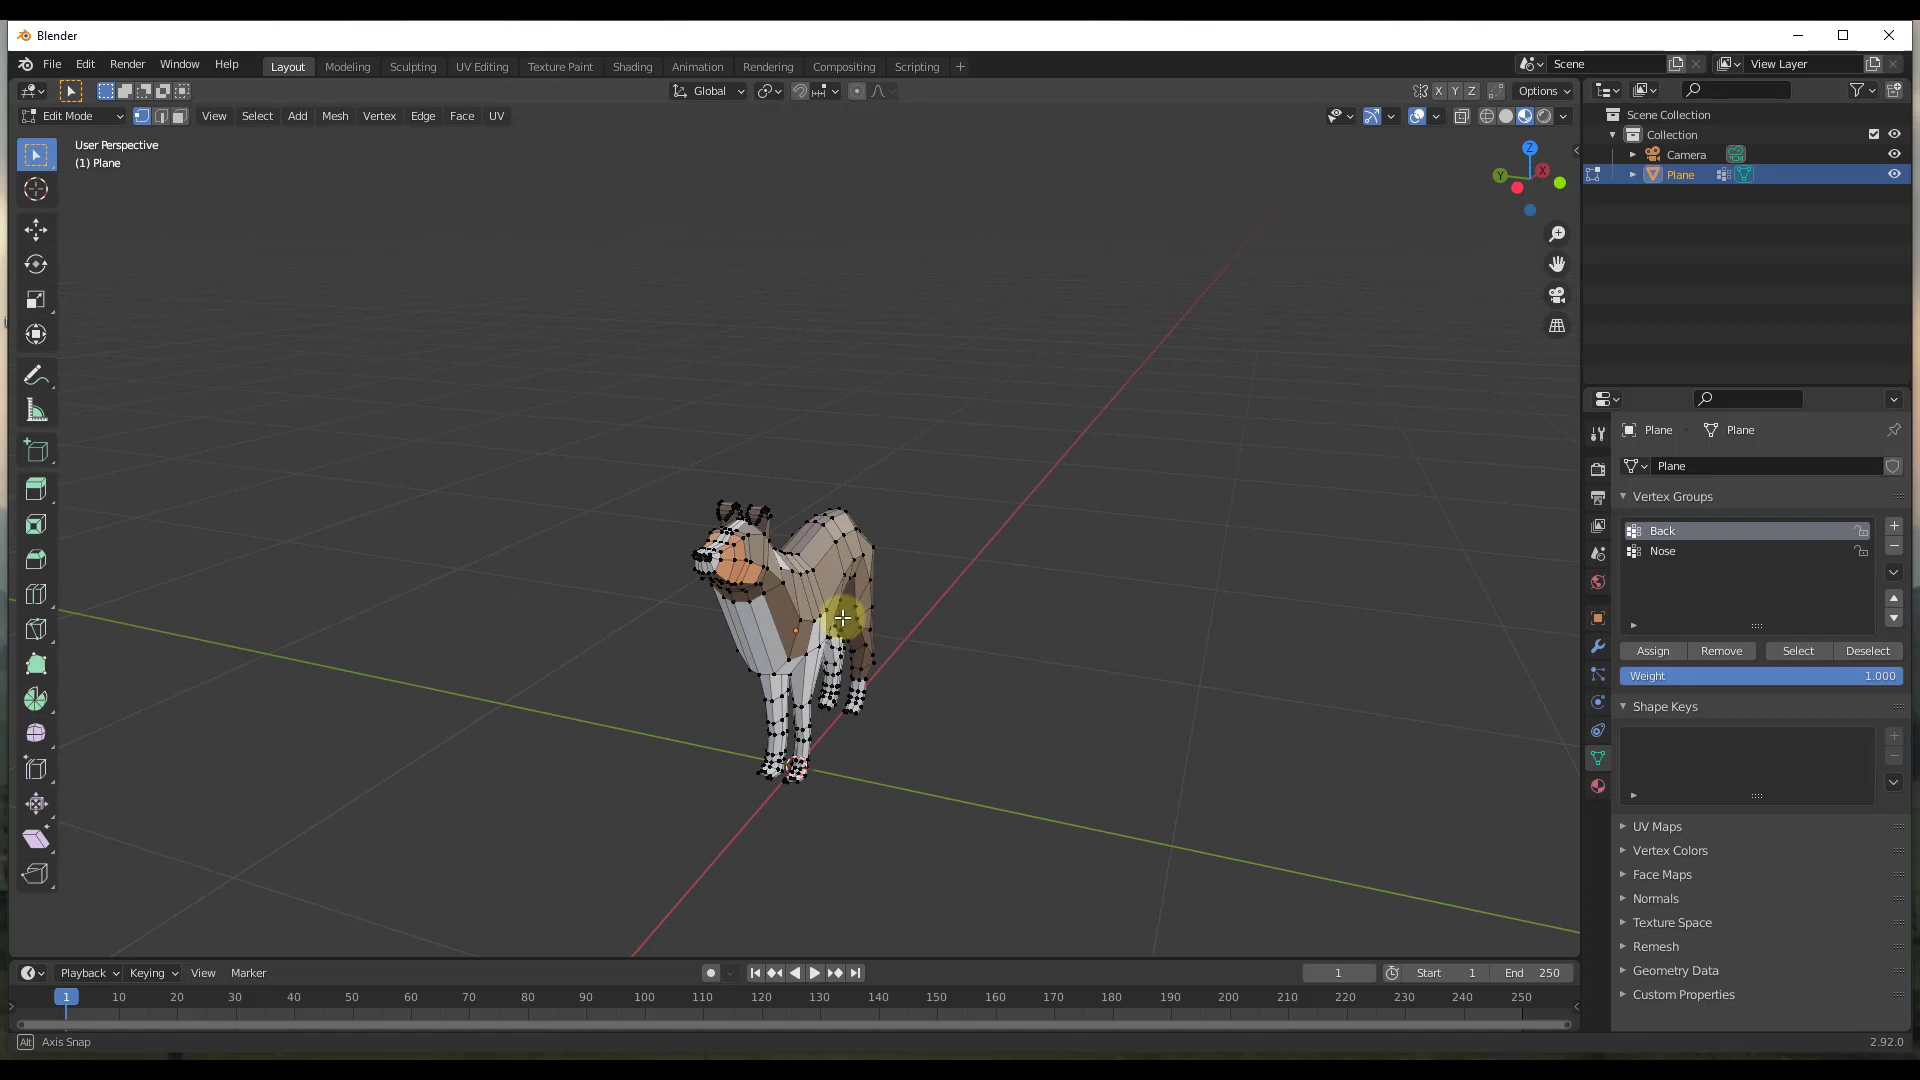 Blender
File Edit Render Window Help Layout Modeling Sculpting UV Editing Texture Paint Shading Animation Rendering Compositing Scripting + Scene View Layer
Global X Y Z Options
Edit Mode View Select Add Mesh Vertex Edge Face UV
User Perspective
(1) Plane
Z
Y
X
Scene Collection
Collection
Camera
Plane
Plane Plane
Plane
Vertex Groups
Back
Nose
Assign Remove Select Deselect
Weight 1.000
Shape Keys
UV Maps
Vertex Colors
Face Maps
Normals
Texture Space
Remesh
Geometry Data
Custom Properties
Playback Keying View Marker 1 Start 1 End 250
1 10 20 30 40 50 60 70 80 90 100 110 120 130 140 150 160 170 180 190 200 210 220 230 240 250
Alt Axis Snap 2.92.0